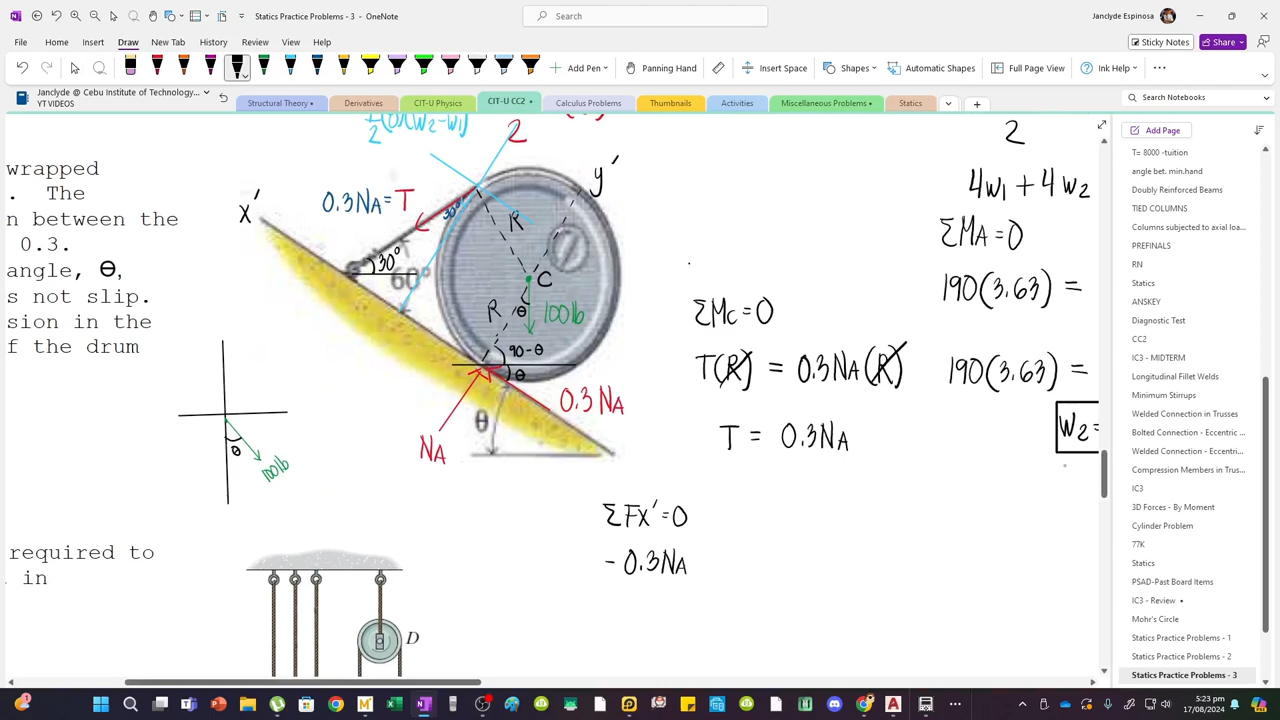 Statics Practice Problems - 3 - OneNote
Search
Janclyde Espinosa
File Home Insert Draw New Tab History Review View Help
Sticky Notes
Share
Add Pen
Panning Hand
Insert Space
Shapes
Automatic Shapes
Full Page View
Ink Help
Janclyde @ Cebu Institute of Technology...
YT VIDEOS
Structural Theory
Derivatives
CIT-U Physics
CIT-U CC2
Calculus Problems
Thumbnails
Activities
Miscellaneous Problems
Statics
Search Notebooks
Add Page
wrapped
. The
n between the
0.3.
angle, Θ,
s not slip.
sion in the
f the drum
required to
in
2
x'
y'
0.3NA=T
30°
30°
60°
R
C
R
θ
100lb
90-θ
θ
0.3NA
θ
NA
θ
100lb
ΣMc=0
T(R) = 0.3NA(R)
T = 0.3NA
ΣFx'=0
- 0.3NA
2
4w1 + 4w2
ΣMA=0
190(3.63) =
190(3.63) =
W2=
D
T= 8000 -tuition
angle bet. min.hand
Doubly Reinforced Beams
TIED COLUMNS
Columns subjected to axial loa...
PREFINALS
RN
Statics
ANSKEY
Diagnostic Test
CC2
IC3 - MIDTERM
Longitudinal Fillet Welds
Minimum Stirrups
Welded Connection in Trusses
Bolted Connection - Eccentric ...
Welded Connection - Eccentri...
Compression Members in Trus...
IC3
3D Forces - By Moment
Cylinder Problem
77K
Statics
PSAD-Past Board Items
IC3 - Review
Mohr's Circle
Statics Practice Problems - 1
Statics Practice Problems - 2
Statics Practice Problems - 3
5:23 pm
17/08/2024